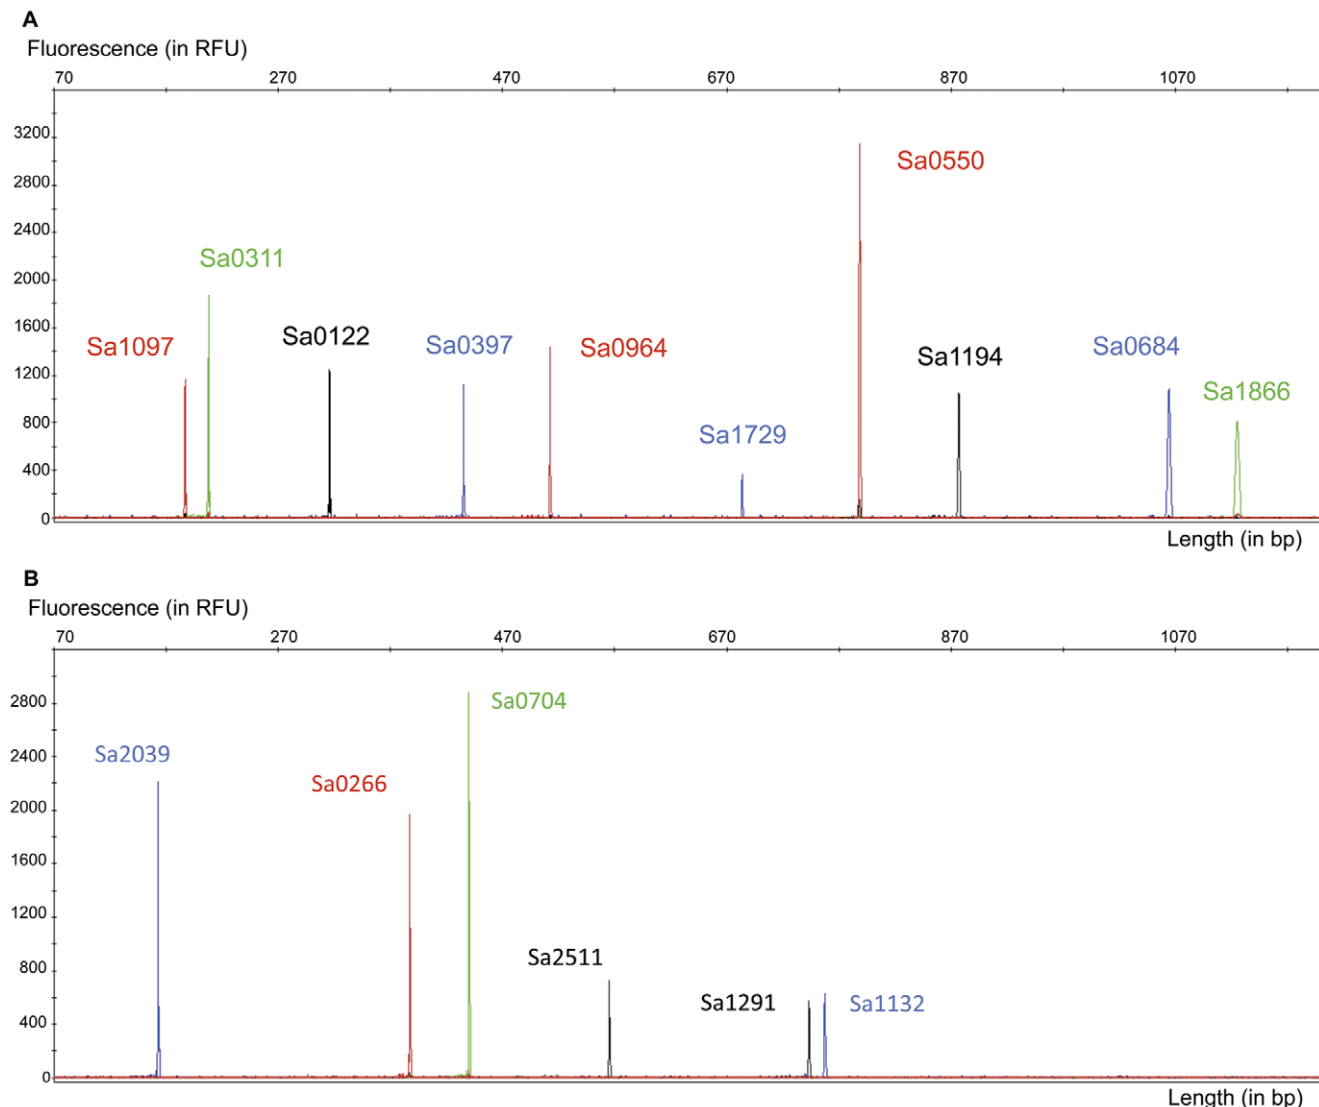 A
Fluorescence (in RFU)
70 270 470 670 870 1070
3200
2800
2400
2000
1600
1200
800
400
0
Sa0550
Sa0311
Sa0122
Sa1097
Sa0397
Sa0964
Sa1194
Sa0684
Sa1866
Sa1729
Length (in bp)
B
Fluorescence (in RFU)
70 270 470 670 870 1070
2800
2400
2000
1600
1200
800
400
0
Sa0704
Sa2039
Sa0266
Sa2511
Sa1291
Sa1132
Length (in bp)